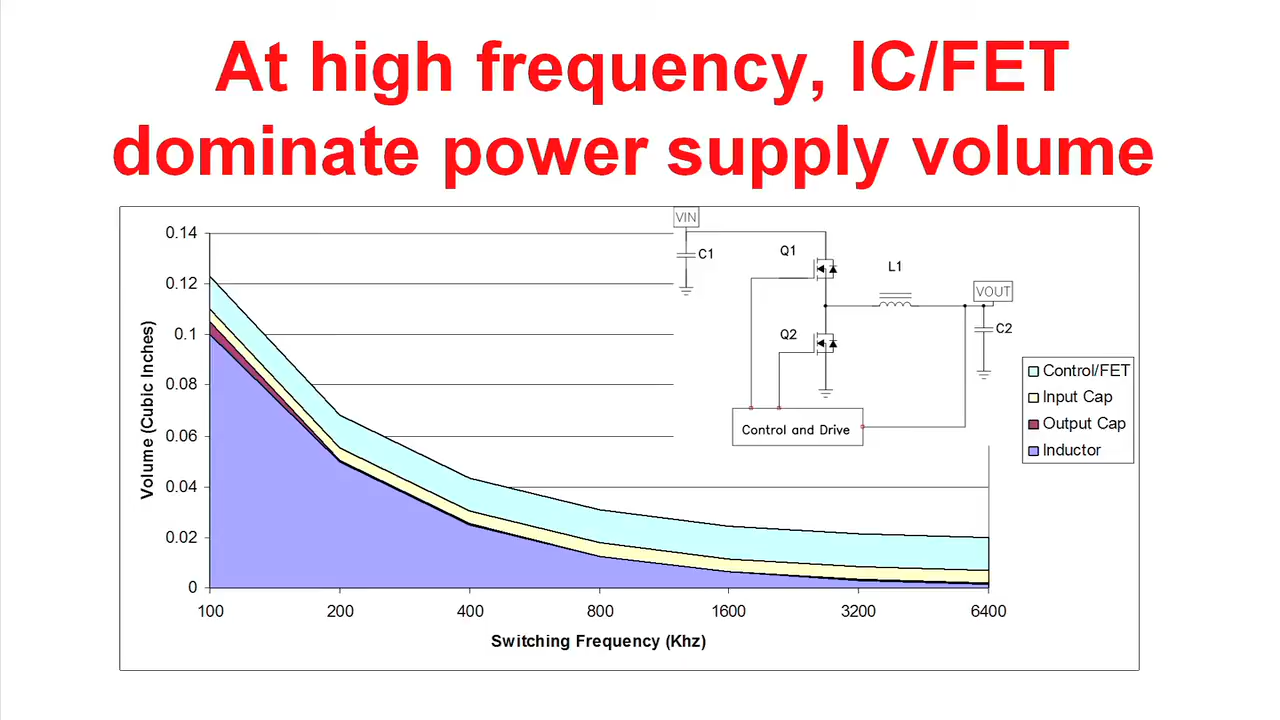 At high frequency, IC/FET
dominate power supply volume
VIN
C1
Q1
L1
VOUT
Q2
C2
Control and Drive
Control/FET
Input Cap
Output Cap
Inductor
Volume (Cubic Inches)
0.14
0.12
0.1
0.08
0.06
0.04
0.02
0
100 200 400 800 1600 3200 6400
Switching Frequency (Khz)